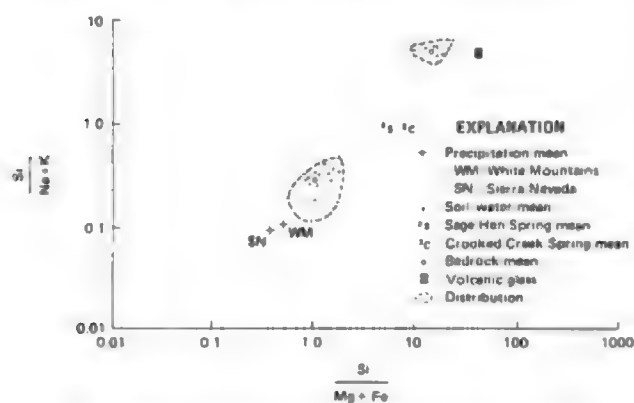 10
1.0
0.1
0.01
Si
Na + K
0.01
0.1
1.0
10
100
1000
Si
Mg + Fe
SN
WM
s
c
EXPLANATION
Precipitation mean
WM White Mountains
SN Sierra Nevada
Soil water mean
s Sage Hen Spring mean
c Crooked Creek Spring mean
Bedrock mean
Volcanic glass
Distribution